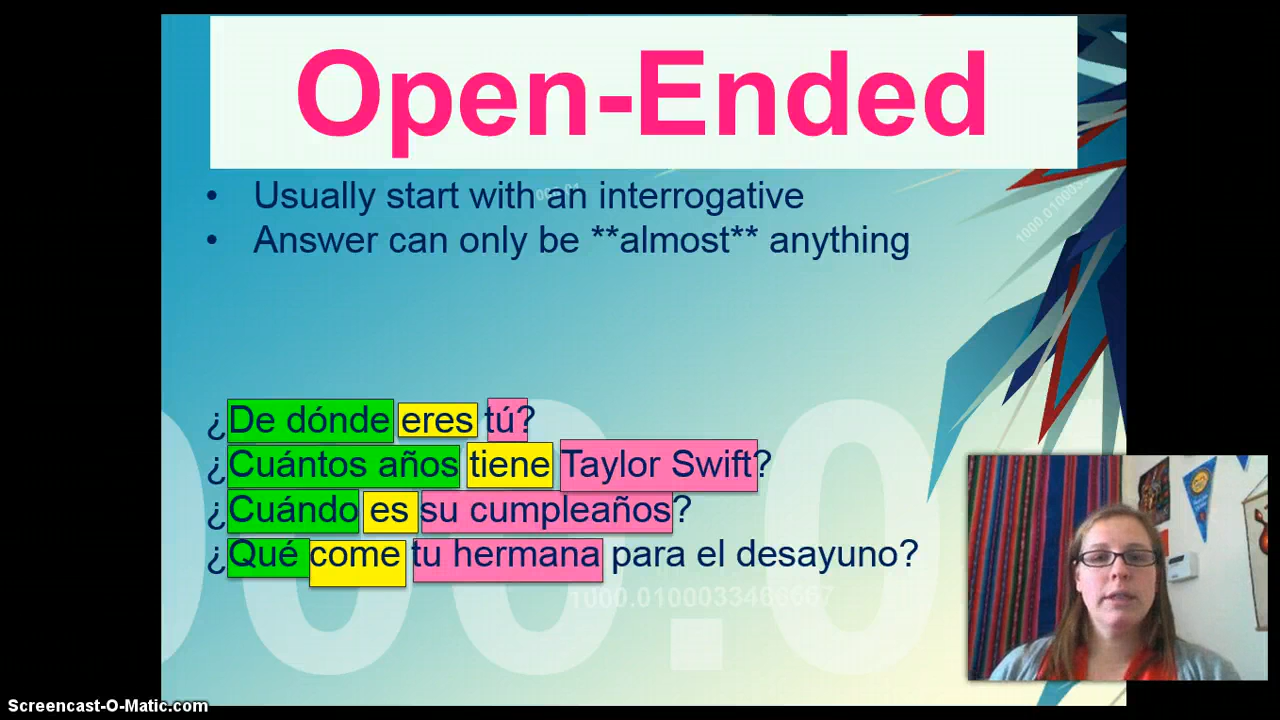 Open-Ended
• Usually start with an interrogative
• Answer can only be **almost** anything
¿De dónde eres tú?
¿Cuántos años tiene Taylor Swift?
¿Cuándo es su cumpleaños?
¿Qué come tu hermana para el desayuno?
Screencast-O-Matic.com